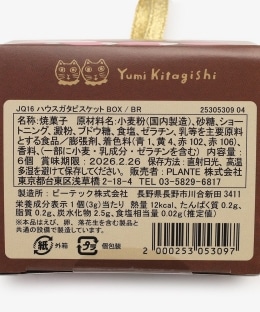 Yumi Kitagishi
JQ16 ハウスガタビスケット BOX / BR 25305309 04
名称:焼菓子 原材料名:小麦粉(国内製造)、砂糖、ショー
トニング、澱粉、ブドウ糖、食塩、ゼラチン、乳等を主要原料
とする食品／膨張剤、着色料(青1、黄4、赤102、赤106)、
香料、(一部に小麦・乳成分・ゼラチンを含む) 内容量:
6個 賞味期限:2026.2.26 保存方法:直射日光、高温
多湿を避けて保存してください。 販売者:PLANTE 株式会社
東京都台東区浅草橋2-18-4 TEL 03-5829-6817
製造所:ビーテック株式会社 長野県長野市川合新田 3411
栄養成分表示 1個(3g)当たり 熱量 12kcal、たんぱく質 0.2g、
脂質 0.2g、炭水化物 2.5g、食塩相当量 0.02g (推定値)
※本品はえび、卵、落花生を含む製品と
共通の設備で製造しています。
紙 外箱
プラ 個包装
2 000253 053097